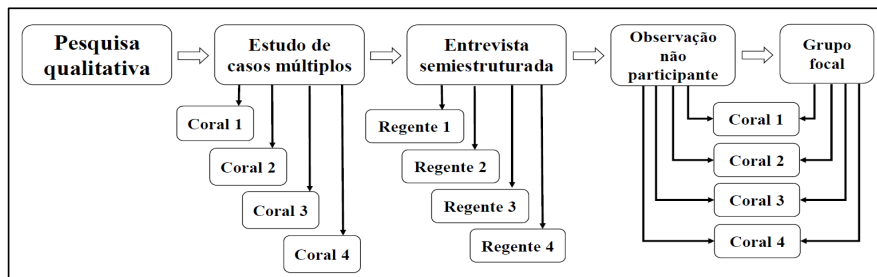 Pesquisa
qualitativa
Estudo de
casos múltiplos
Entrevista
semiestruturada
Observação
não
participante
Grupo
focal
Coral 1
Coral 2
Coral 3
Coral 4
Regente 1
Regente 2
Regente 3
Regente 4
Coral 1
Coral 2
Coral 3
Coral 4